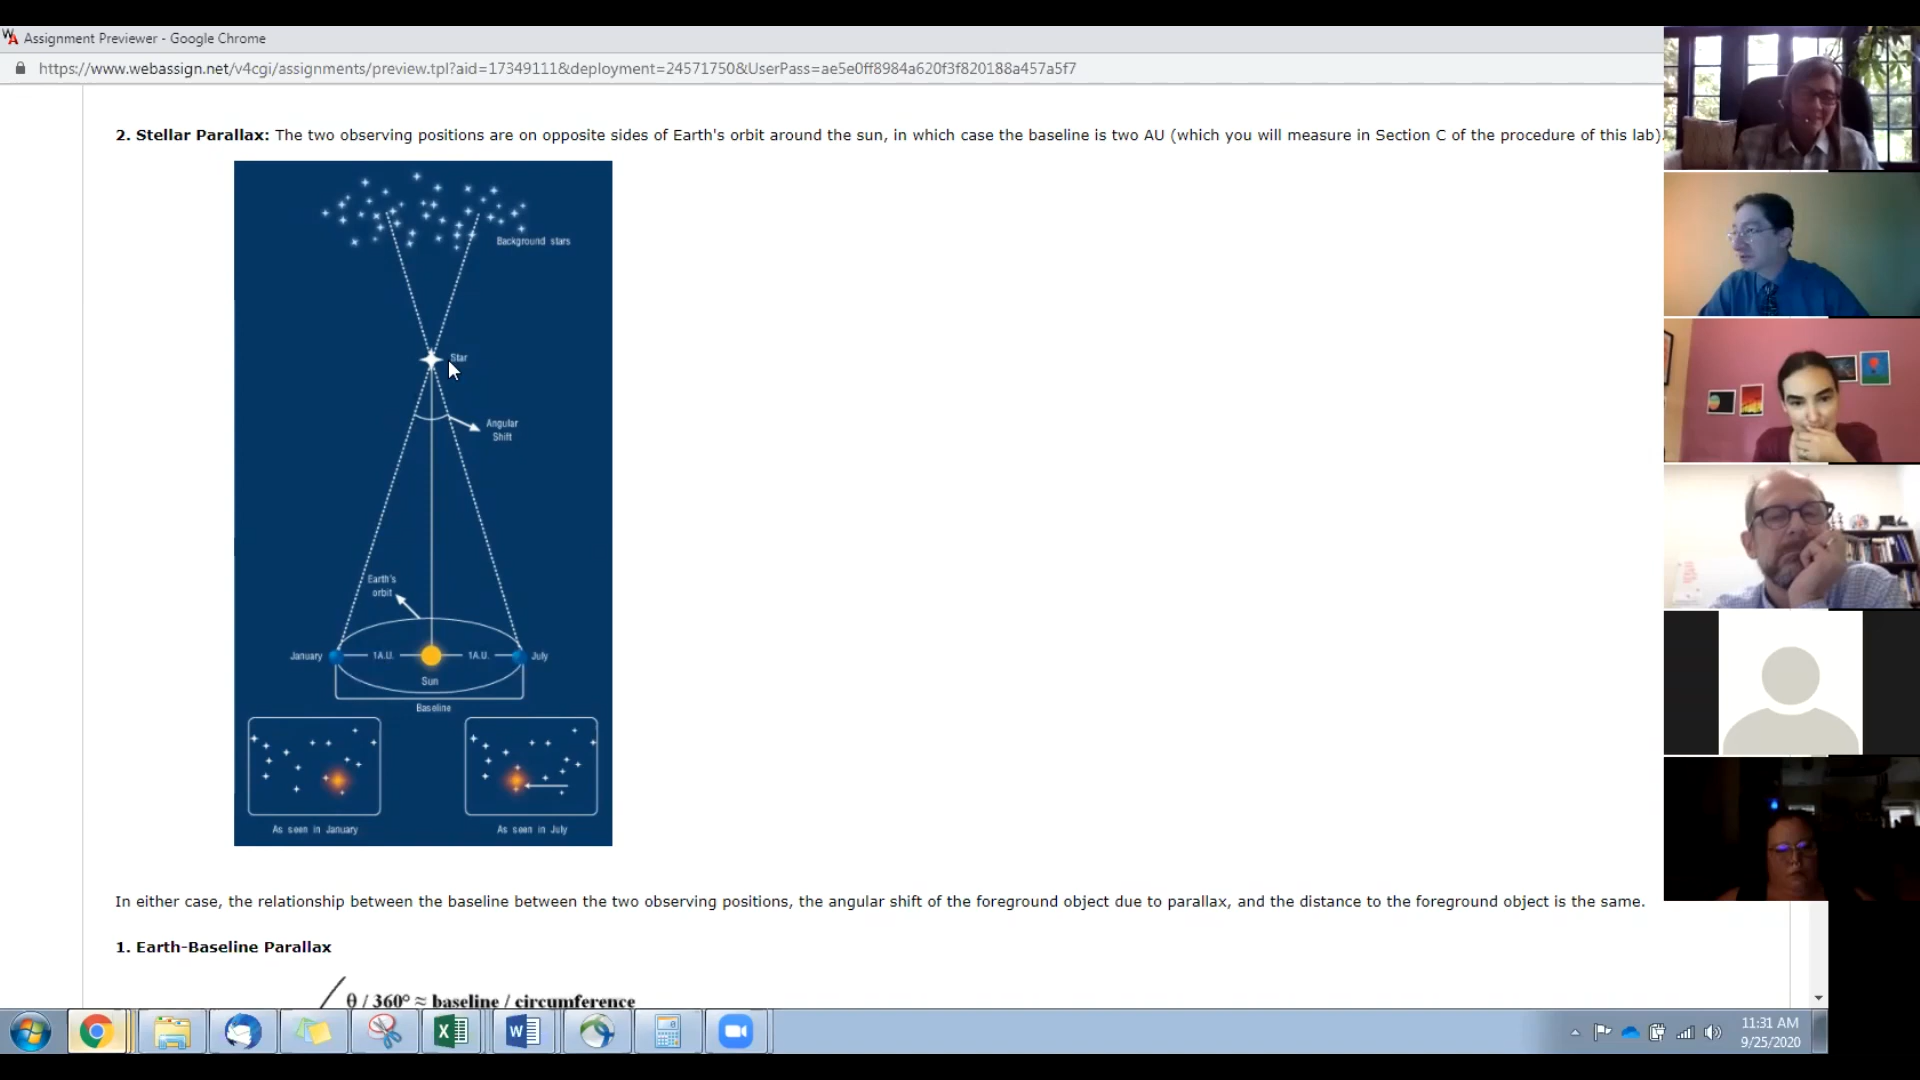 Assignment Previewer - Google Chrome
https://www.webassign.net/v4cgi/assignments/preview.tpl?aid=17349111&deployment=24571750&UserPass=ae5e0ff8984a620f3f820188a457a5f7
2. Stellar Parallax: The two observing positions are on opposite sides of Earth's orbit around the sun, in which case the baseline is two AU (which you will measure in Section C of the procedure of this lab).
Background stars
Star
Angular
Shift
Earth's
orbit
January
1A.U.
1A.U.
July
Sun
Baseline
As seen in January
As seen in July
In either case, the relationship between the baseline between the two observing positions, the angular shift of the foreground object due to parallax, and the distance to the foreground object is the same.
1. Earth-Baseline Parallax
θ / 360º ≈ baseline / circumference
11:31 AM
9/25/2020